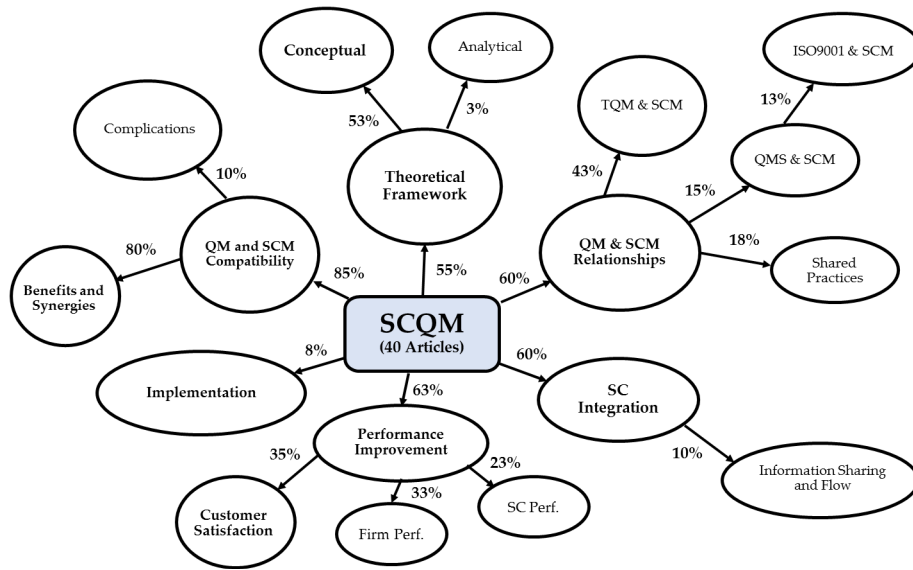 Conceptual
Analytical
ISO9001 & SCM
TQM & SCM
13%
3%
53%
Complications
QMS & SCM
43%
Theoretical
Framework
10%
15%
80%
QM and SCM
Compatibility
QM & SCM
Relationships
18%
Shared
Practices
Benefits and
Synergies
85%
55%
60%
SCQM
(40 Articles)
8%
60%
Implementation
63%
SC
Integration
Performance
Improvement
35%
23%
10%
Information Sharing
and Flow
33%
Customer
Satisfaction
Firm Perf.
SC Perf.